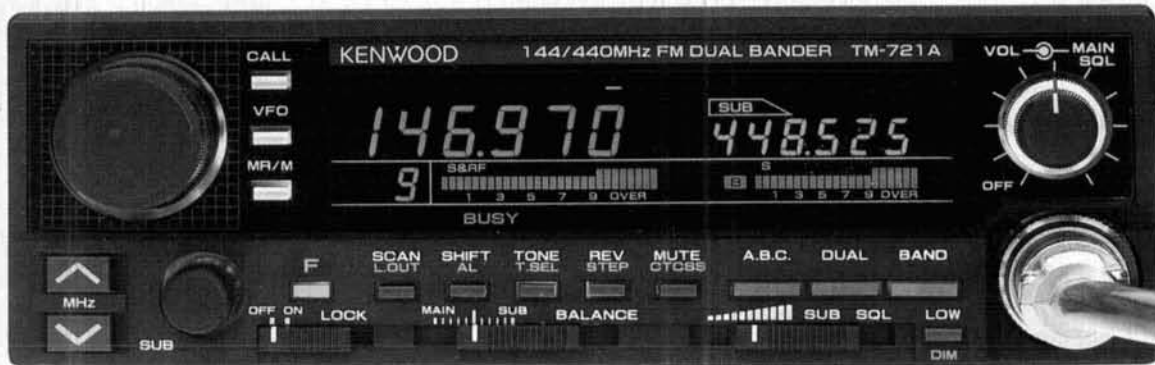 CALL
KENWOOD 144/440MHz FM DUAL BANDER TM-721A
VOL MAIN
SQL
VFO
SUB
146.970 448.525
MR/M
S&RF S
9 1 3 5 7 9 OVER B 1 3 5 7 9 OVER
OFF
BUSY
F SCAN SHIFT TONE REV MUTE A.B.C. DUAL BAND
L.OUT AL T.SEL STEP CTCSS
MHz
OFF ON LOCK MAIN SUB BALANCE SUB SQL LOW
SUB
DIM